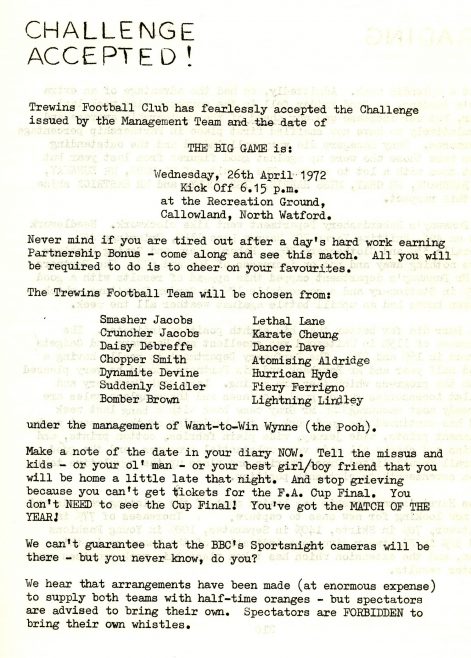 CHALLENGE
ACCEPTED!
Trewins Football Club has fearlessly accepted the Challenge
issued by the Management Team and the date of
THE BIG GAME is:
Wednesday, 26th April 1972
Kick Off 6.15 p.m.
at the Recreation Ground,
Callowland, North Watford.
Never mind if you are tired out after a day's hard work earning
Partnership Bonus - come along and see this match. All you will
be required to do is to cheer on your favourites.
The Trewins Football Team will be chosen from:
Smasher Jacobs Lethal Lane
Cruncher Jacobs Karate Cheung
Daisy Debreffe Dancer Dave
Chopper Smith Atomising Aldridge
Dynamite Devine Hurrican Hyde
Suddenly Seidler Fiery Ferrigno
Bomber Brown Lightning Lindley
under the management of Want-to-Win Wynne (the Pooh).
Make a note of the date in your diary NOW. Tell the missus and
kids - or your ol' man - or your best girl/boy friend that you
will be home a little late that night. And stop grieving
because you can't get tickets for the F.A. Cup Final. You
don't NEED to see the Cup Final! You've got the MATCH OF THE
YEAR!
We can't guarantee that the BBC's Sportsnight cameras will be
there - but you never know, do you?
We hear that arrangements have been made (at enormous expense)
to supply both teams with half-time oranges - but spectators
are advised to bring their own. Spectators are FORBIDDEN to
bring their own whistles.